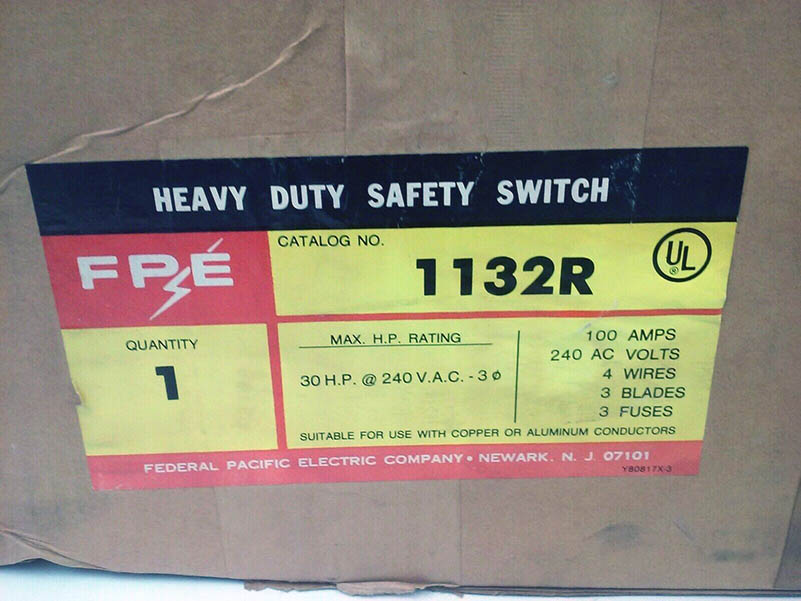 HEAVY DUTY SAFETY SWITCH
FPE
CATALOG NO.
1132R
UL
®
QUANTITY
1
MAX. H.P. RATING
30 H.P. @ 240 V.A.C. - 3 ø
100 AMPS
240 AC VOLTS
4 WIRES
3 BLADES
3 FUSES
SUITABLE FOR USE WITH COPPER OR ALUMINUM CONDUCTORS
FEDERAL PACIFIC ELECTRIC COMPANY • NEWARK. N. J. 07101
Y80817X-3